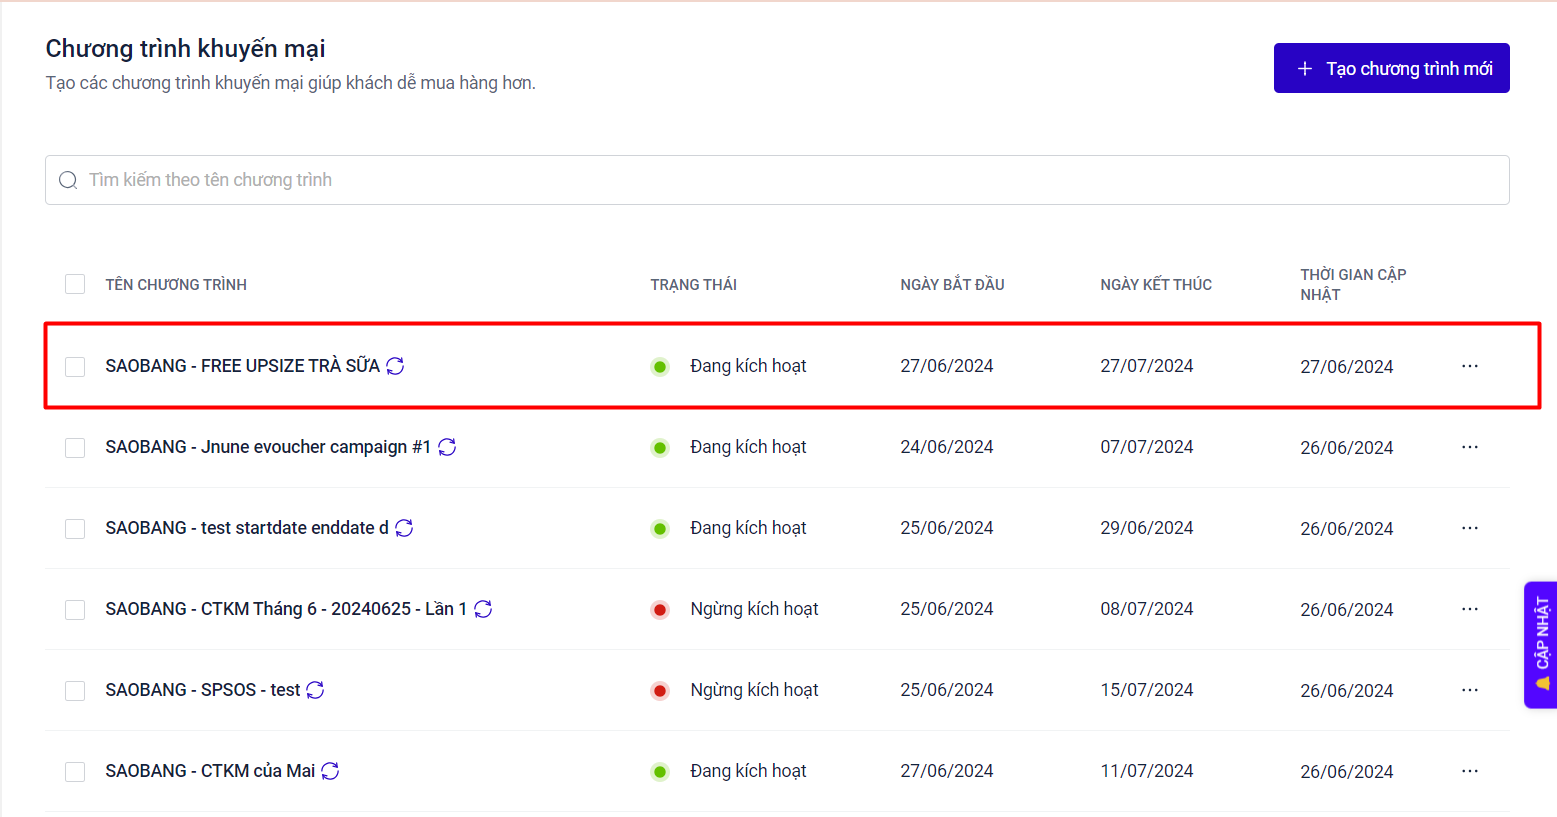 Chương trình khuyến mại
Tạo các chương trình khuyến mại giúp khách dễ mua hàng hơn.
Tạo chương trình mới
Tìm kiếm theo tên chương trình
TÊN CHƯƠNG TRÌNH TRẠNG THÁI NGÀY BẮT ĐẦU NGÀY KẾT THÚC THỜI GIAN CẬP NHẬT
SAOBANG - FREE UPSIZE TRÀ SỮA Đang kích hoạt 27/06/2024 27/07/2024 27/06/2024
SAOBANG - Jnune evoucher campaign #1 Đang kích hoạt 24/06/2024 07/07/2024 26/06/2024
SAOBANG - test startdate enddate d Đang kích hoạt 25/06/2024 29/06/2024 26/06/2024
SAOBANG - CTKM Tháng 6 - 20240625 - Lần 1 Ngừng kích hoạt 25/06/2024 08/07/2024 26/06/2024
SAOBANG - SPSOS - test Ngừng kích hoạt 25/06/2024 15/07/2024 26/06/2024
SAOBANG - CTKM của Mai Đang kích hoạt 27/06/2024 11/07/2024 26/06/2024
CẬP NHẬT